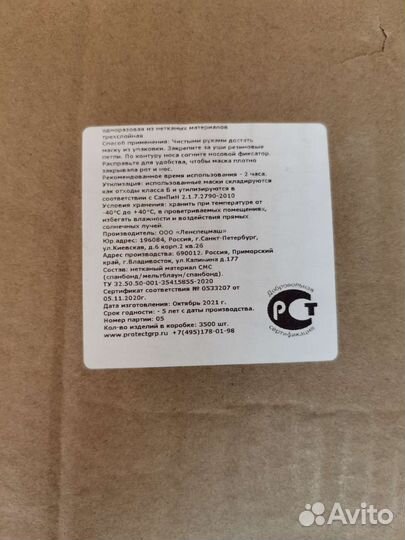 одноразовая из нетканых материалов
трехслойная
Способ применения: Чистыми руками достать
маску из упаковки. Закрепите за уши резиновые
петли. По контуру носа согните носовой фиксатор.
Расправьте для удобства, чтобы маска плотно
закрывала рот и нос.
Рекомендованное время использования - 2 часа.
Утилизация: использованные маски складируются
как отходы класса Б и утилизируются в
соответствии с СанПиН 2.1.7.2790-2010
Условия хранения: хранить при температуре от
-40°C до +40°C, в проветриваемых помещениях,
избегать влажности и воздействия прямых
солнечных лучей.
Производитель: ООО «Ленспецмаш»
Юр.адрес: 196084, Россия, г.Санкт-Петербург,
ул.Киевская, д.6 корп.2 кв.26
Адрес производства: 690012. Россия, Приморский
край, г.Владивосток, ул.Калинина д.177
Состав: нетканый материал СМС
(спанбонд/мельтблаун/спанбонд).
ТУ 32.50.50-001-35415855-2020
Сертификат соответствия № 0533207 от
05.11.2020г.
Дата изготовления: Октябрь 2021 г.
Срок годности: - 5 лет с даты производства.
Номер партии: 05
Кол-во изделий в коробке: 3500 шт.
www.protectgrp.ru +7(495)178-01-98
Добровольная
РСТ
сертификация
Avito